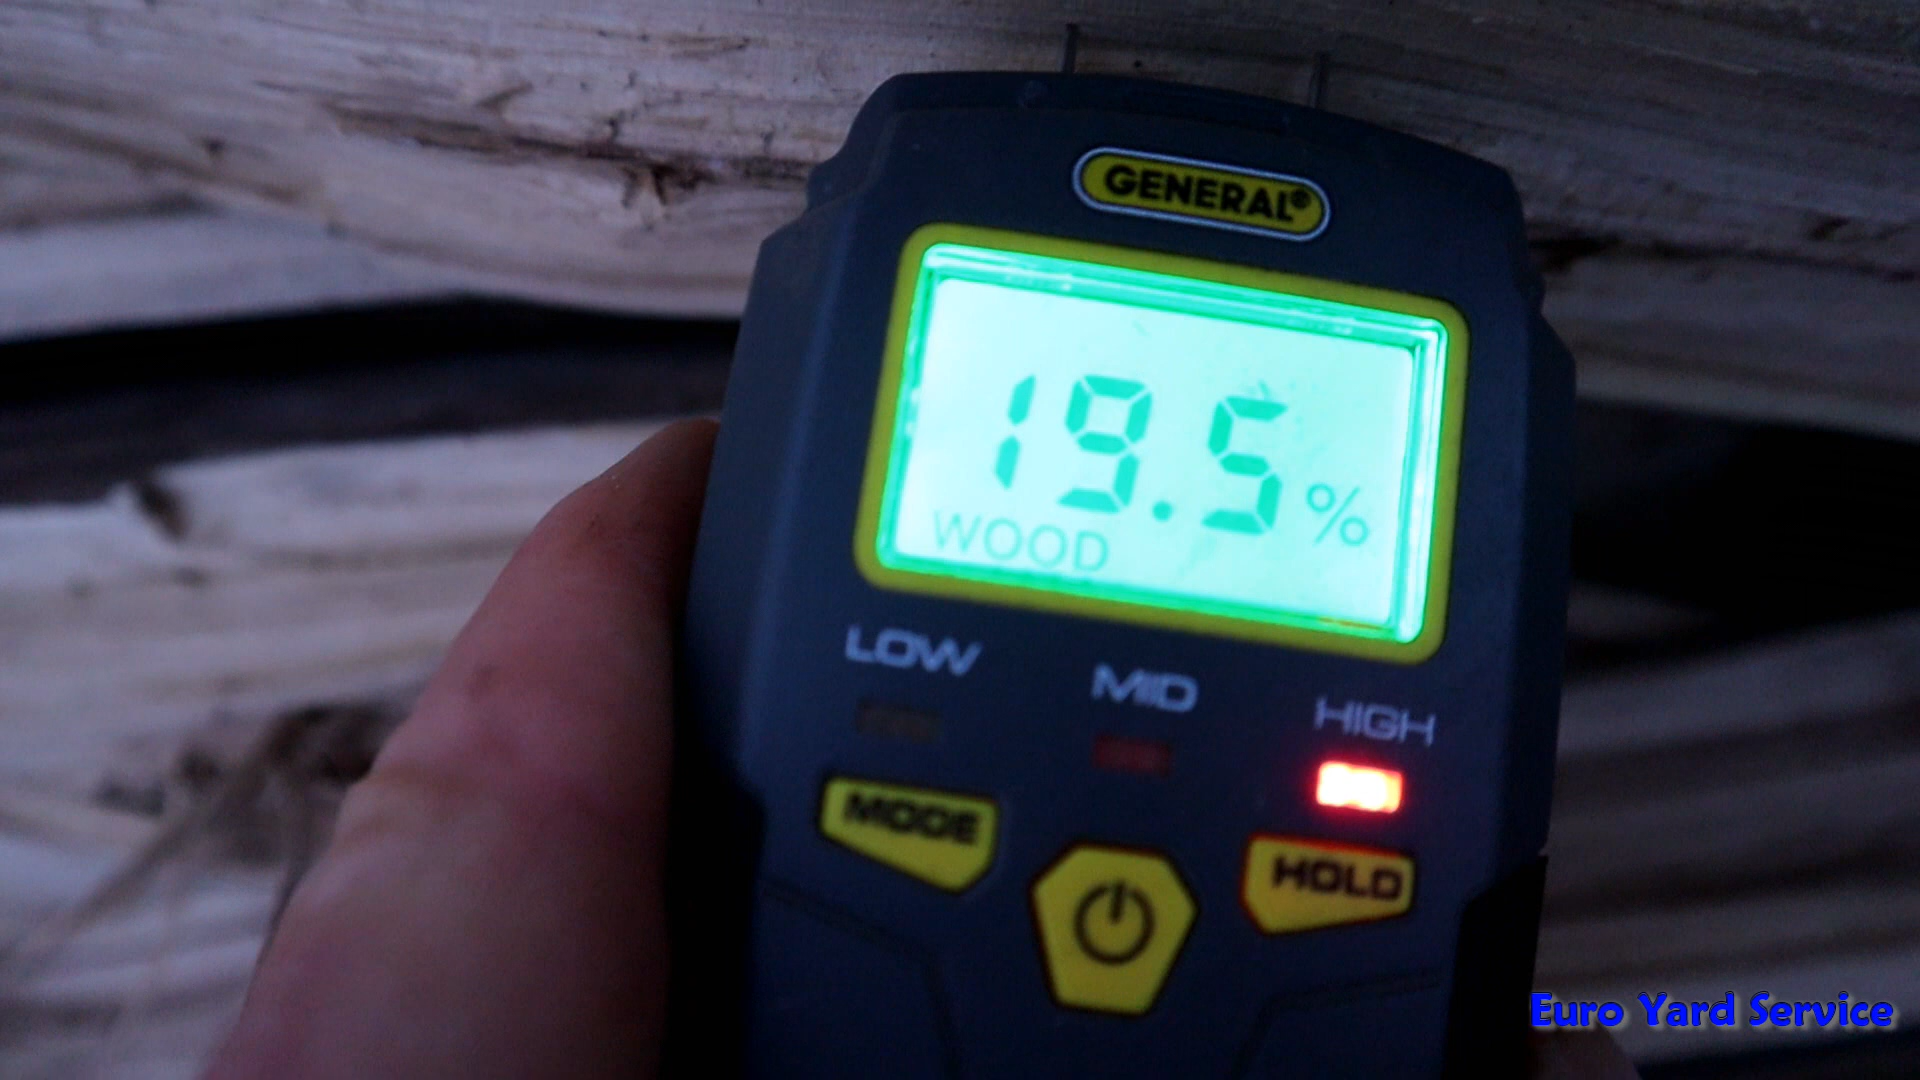 GENERAL®
19.5%
WOOD
LOW MID HIGH
MODE HOLD
Euro Yard Service